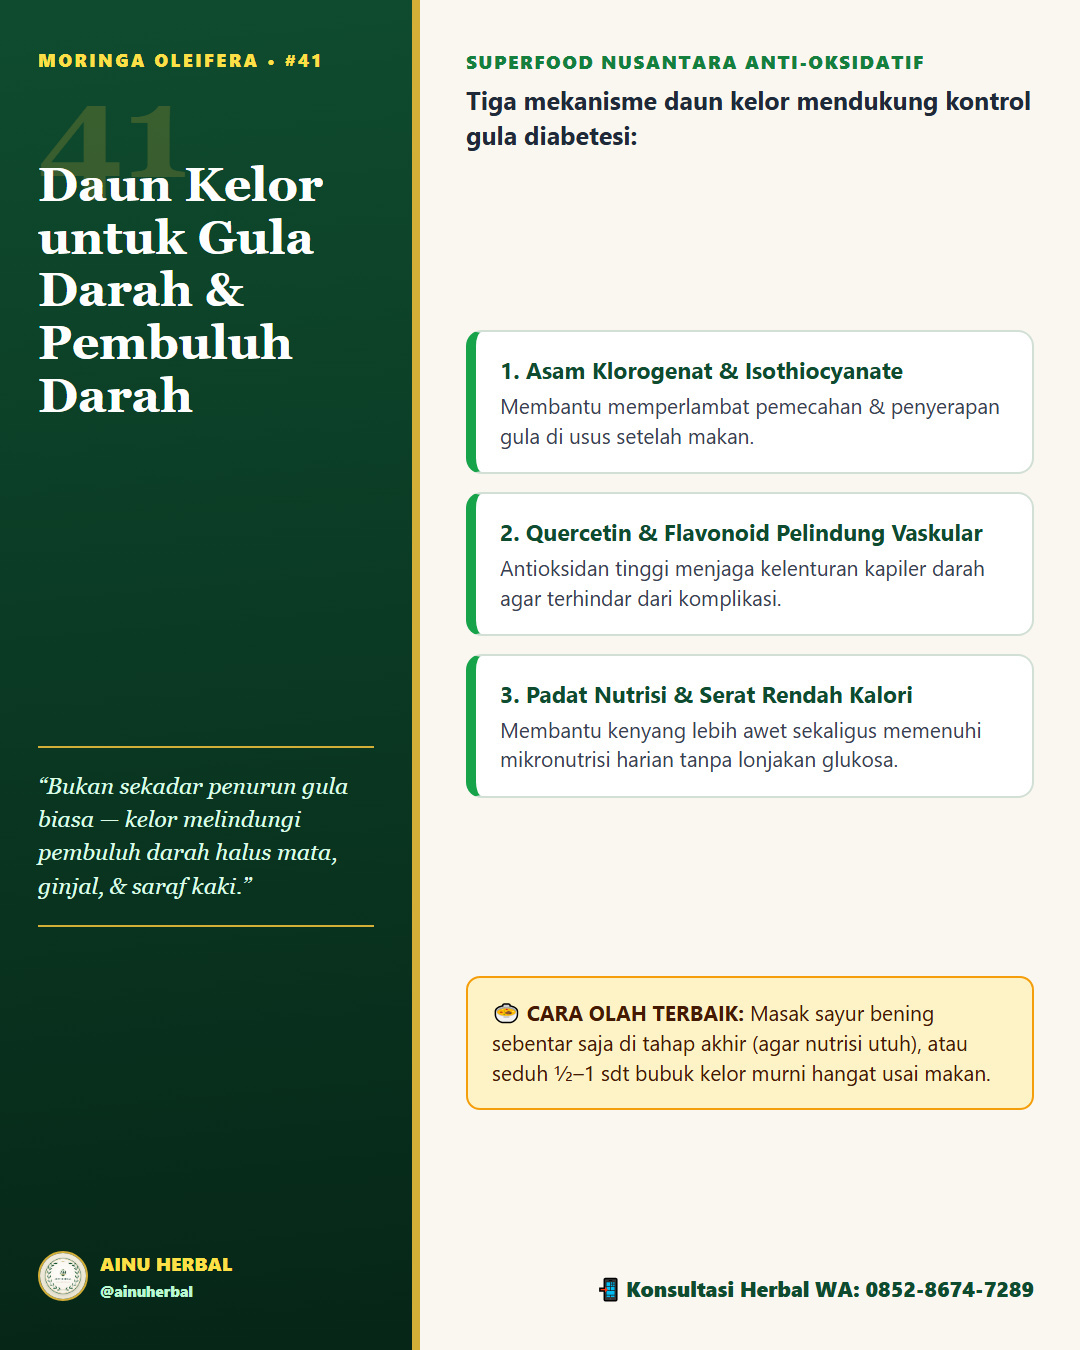 MORINGA OLEIFERA • #41
41
Daun Kelor
untuk Gula
Darah &
Pembuluh
Darah
“Bukan sekadar penurun gula
biasa — kelor melindungi
pembuluh darah halus mata,
ginjal, & saraf kaki.”
AINU HERBAL
@ainuherbal
SUPERFOOD NUSANTARA ANTI-OKSIDATIF
Tiga mekanisme daun kelor mendukung kontrol
gula diabetesi:
1. Asam Klorogenat & Isothiocyanate
Membantu memperlambat pemecahan & penyerapan
gula di usus setelah makan.
2. Quercetin & Flavonoid Pelindung Vaskular
Antioksidan tinggi menjaga kelenturan kapiler darah
agar terhindar dari komplikasi.
3. Padat Nutrisi & Serat Rendah Kalori
Membantu kenyang lebih awet sekaligus memenuhi
mikronutrisi harian tanpa lonjakan glukosa.
🍲 CARA OLAH TERBAIK: Masak sayur bening
sebentar saja di tahap akhir (agar nutrisi utuh), atau
seduh ½–1 sdt bubuk kelor murni hangat usai makan.
📲 Konsultasi Herbal WA: 0852-8674-7289